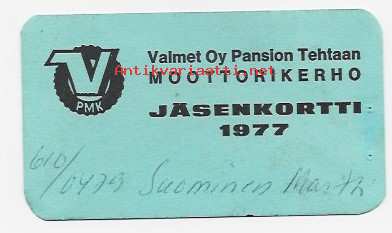 Valmet Oy Pansion Tehtaan
Antikvariaatti.net
MOOTTORIKERHO
V
PMK
JÄSENKORTTI
1977
610/0479 Suominen Martti